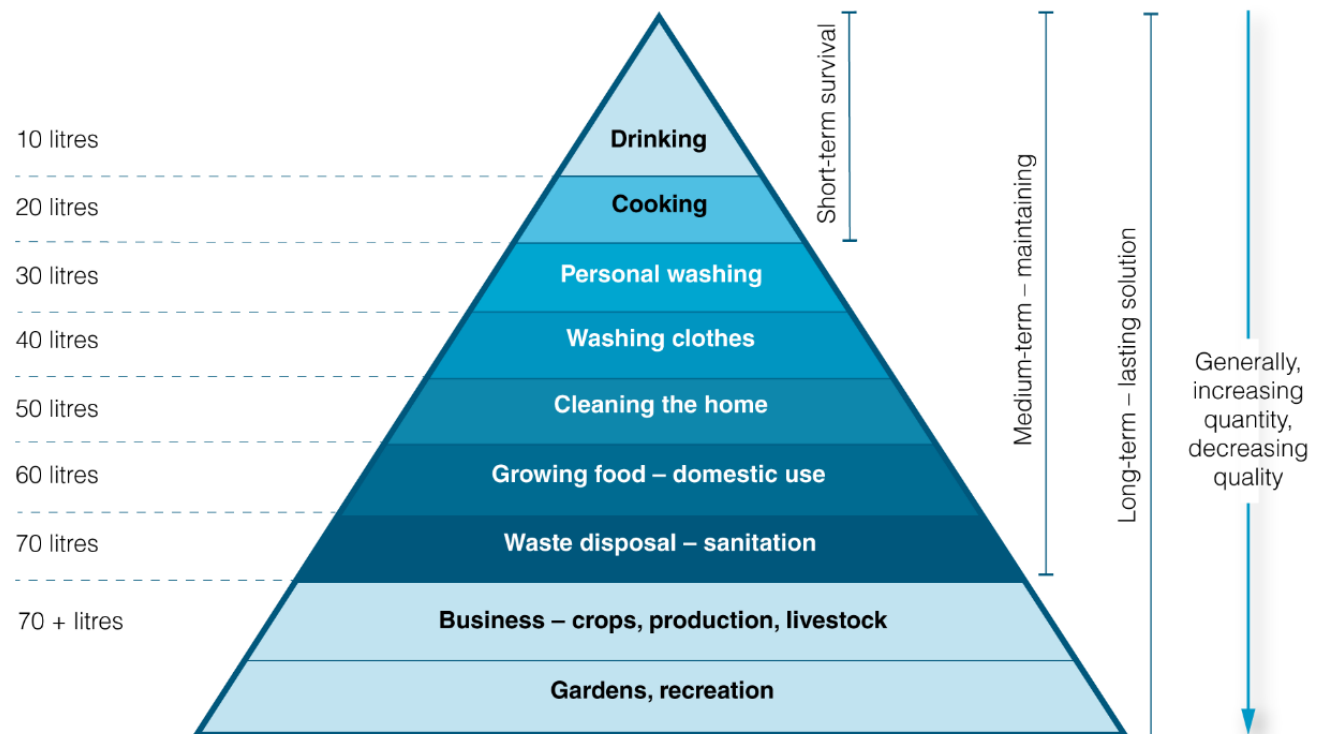 10 litres
20 litres
30 litres
40 litres
50 litres
60 litres
70 litres
70 + litres
Drinking
Cooking
Personal washing
Washing clothes
Cleaning the home
Growing food – domestic use
Waste disposal – sanitation
Business – crops, production, livestock
Gardens, recreation
Short-term survival
Medium-term – maintaining
Long-term – lasting solution
Generally,
increasing
quantity,
decreasing
quality